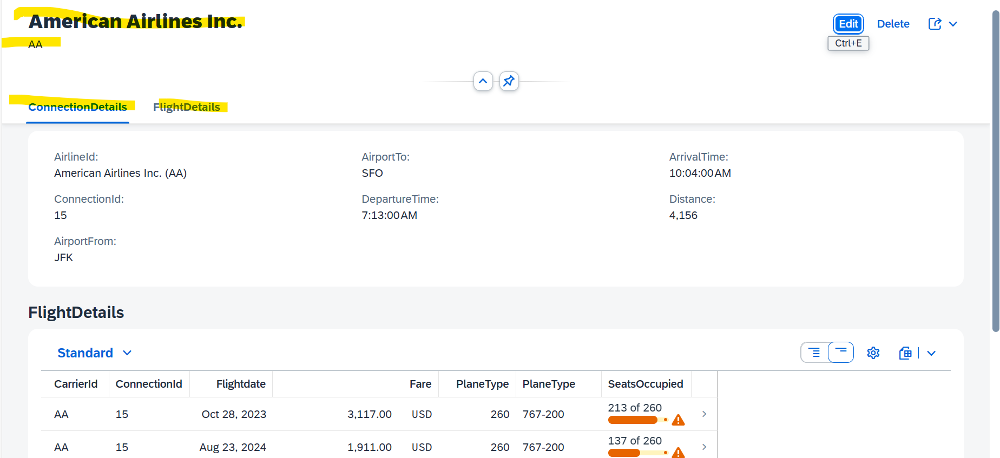 American Airlines Inc.
AA
Edit Delete
Ctrl+E
ConnectionDetails FlightDetails
AirlineId: AirportTo: ArrivalTime:
American Airlines Inc. (AA) SFO 10:04:00 AM
ConnectionId: DepartureTime: Distance:
15 7:13:00 AM 4,156
AirportFrom:
JFK
FlightDetails
Standard
CarrierId ConnectionId Flightdate Fare PlaneType PlaneType SeatsOccupied
213 of 260
AA 15 Oct 28, 2023 3,117.00 USD 260 767-200
137 of 260
AA 15 Aug 23, 2024 1,911.00 USD 260 767-200